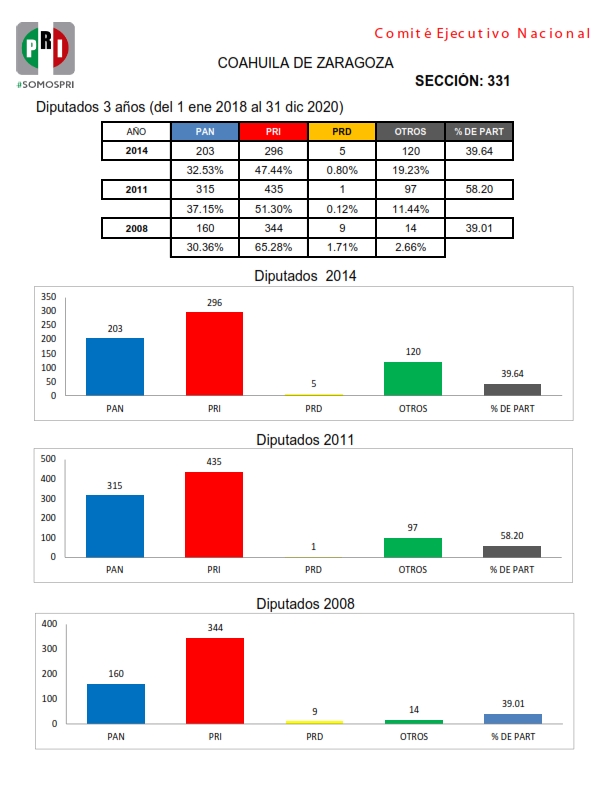 PRI
#SOMOSPRI
Comité Ejecutivo Nacional
COAHUILA DE ZARAGOZA
SECCIÓN: 331
Diputados 3 años (del 1 ene 2018 al 31 dic 2020)
AÑO PAN PRI PRD OTROS % DE PART
2014 203 296 5 120 39.64
32.53% 47.44% 0.80% 19.23%
2011 315 435 1 97 58.20
37.15% 51.30% 0.12% 11.44%
2008 160 344 9 14 39.01
30.36% 65.28% 1.71% 2.66%
Diputados 2014
350
300
250
200
150
100
50
0
203 296 5 120 39.64
PAN PRI PRD OTROS % DE PART
Diputados 2011
500
400
300
200
100
0
315 435 1 97 58.20
PAN PRI PRD OTROS % DE PART
Diputados 2008
400
300
200
100
0
160 344 9 14 39.01
PAN PRI PRD OTROS % DE PART